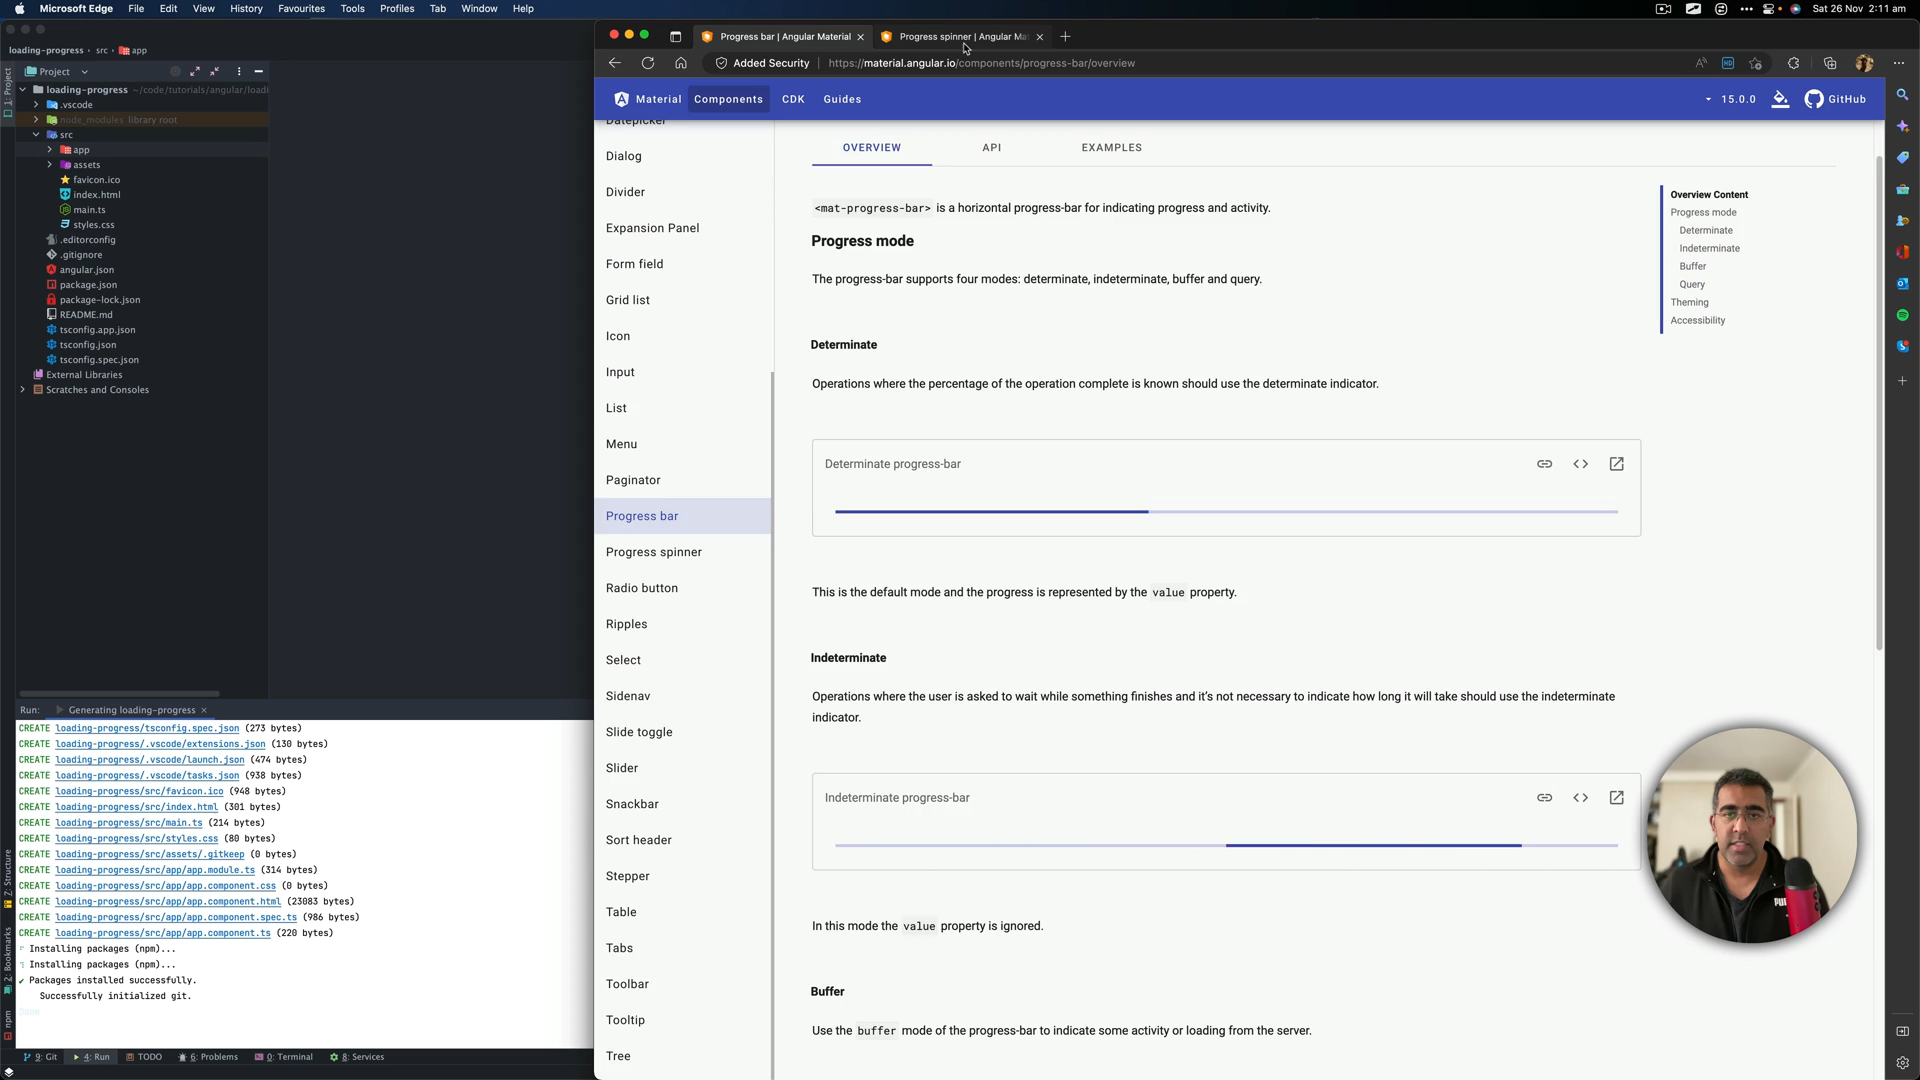 Microsoft Edge File Edit View History Favourites Tools Profiles Tab Window Help Sat 26 Nov 2:11 am
loading-progress src app
Project
loading-progress ~/code/tutorials/angular/loadi
.vscode
node_modules library root
src
app
assets
favicon.ico
index.html
main.ts
styles.css
.editorconfig
.gitignore
angular.json
package.json
package-lock.json
README.md
tsconfig.app.json
tsconfig.json
tsconfig.spec.json
External Libraries
Scratches and Consoles
1: Project
Run: Generating loading-progress
CREATE loading-progress/tsconfig.spec.json (273 bytes)
CREATE loading-progress/.vscode/extensions.json (130 bytes)
CREATE loading-progress/.vscode/launch.json (474 bytes)
CREATE loading-progress/.vscode/tasks.json (938 bytes)
CREATE loading-progress/src/favicon.ico (948 bytes)
CREATE loading-progress/src/index.html (301 bytes)
CREATE loading-progress/src/main.ts (214 bytes)
CREATE loading-progress/src/styles.css (80 bytes)
CREATE loading-progress/src/assets/.gitkeep (0 bytes)
CREATE loading-progress/src/app/app.module.ts (314 bytes)
CREATE loading-progress/src/app/app.component.css (0 bytes)
CREATE loading-progress/src/app/app.component.html (23083 bytes)
CREATE loading-progress/src/app/app.component.spec.ts (986 bytes)
CREATE loading-progress/src/app/app.component.ts (220 bytes)
Installing packages (npm)...
Installing packages (npm)...
✓ Packages installed successfully.
Successfully initialized git.
Done
7: Structure
2: Bookmarks
npm
9: Git 4: Run TODO 6: Problems 0: Terminal 8: Services
Progress bar | Angular Material Progress spinner | Angular Ma
Added Security https://material.angular.io/components/progress-bar/overview
Material Components CDK Guides 15.0.0 GitHub
Datepicker
Dialog
Divider
Expansion Panel
Form field
Grid list
Icon
Input
List
Menu
Paginator
Progress bar
Progress spinner
Radio button
Ripples
Select
Sidenav
Slide toggle
Slider
Snackbar
Sort header
Stepper
Table
Tabs
Toolbar
Tooltip
Tree
OVERVIEW API EXAMPLES
<mat-progress-bar> is a horizontal progress-bar for indicating progress and activity.
Progress mode
The progress-bar supports four modes: determinate, indeterminate, buffer and query.
Determinate
Operations where the percentage of the operation complete is known should use the determinate indicator.
Determinate progress-bar
This is the default mode and the progress is represented by the value property.
Indeterminate
Operations where the user is asked to wait while something finishes and it's not necessary to indicate how long it will take should use the indeterminate
indicator.
Indeterminate progress-bar
In this mode the value property is ignored.
Buffer
Use the buffer mode of the progress-bar to indicate some activity or loading from the server.
Overview Content
Progress mode
Determinate
Indeterminate
Buffer
Query
Theming
Accessibility